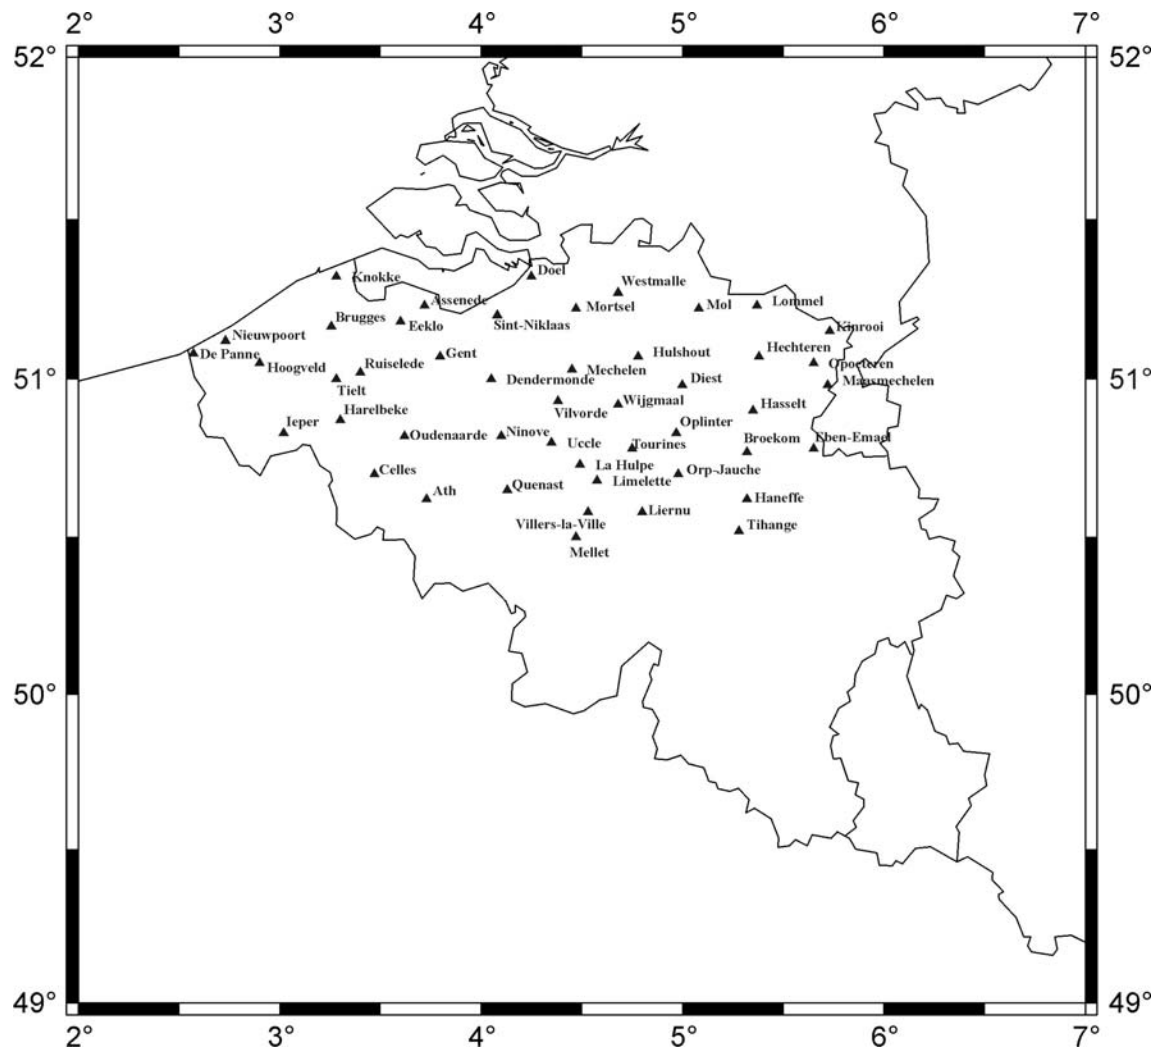 2° 3° 4° 5° 6° 7°
52° 52°
Doel
Knokke
Westmalle
Assenede
Mortsel
Mol
Lommel
Brugges
Eeklo
Sint-Niklaas
Kinrooi
Nieuwpoort
De Panne
Gent
Hulshout
Hechteren
Hoogveld
Ruiselede
Mechelen
Opoeteren
51° 51°
Tielt
Dendermonde
Diest
Maasmechelen
Harelbeke
Vilvorde
Wijgmaal
Hasselt
Ieper
Oudenaarde
Ninove
Oplinter
Uccle
Tourines
Broekom
Eben-Emael
Celles
La Hulpe
Orp-Jauche
Ath
Quenast
Limelette
Haneffe
Villers-la-Ville
Liernu
Tihange
Mellet
50° 50°
49° 49°
2° 3° 4° 5° 6° 7°